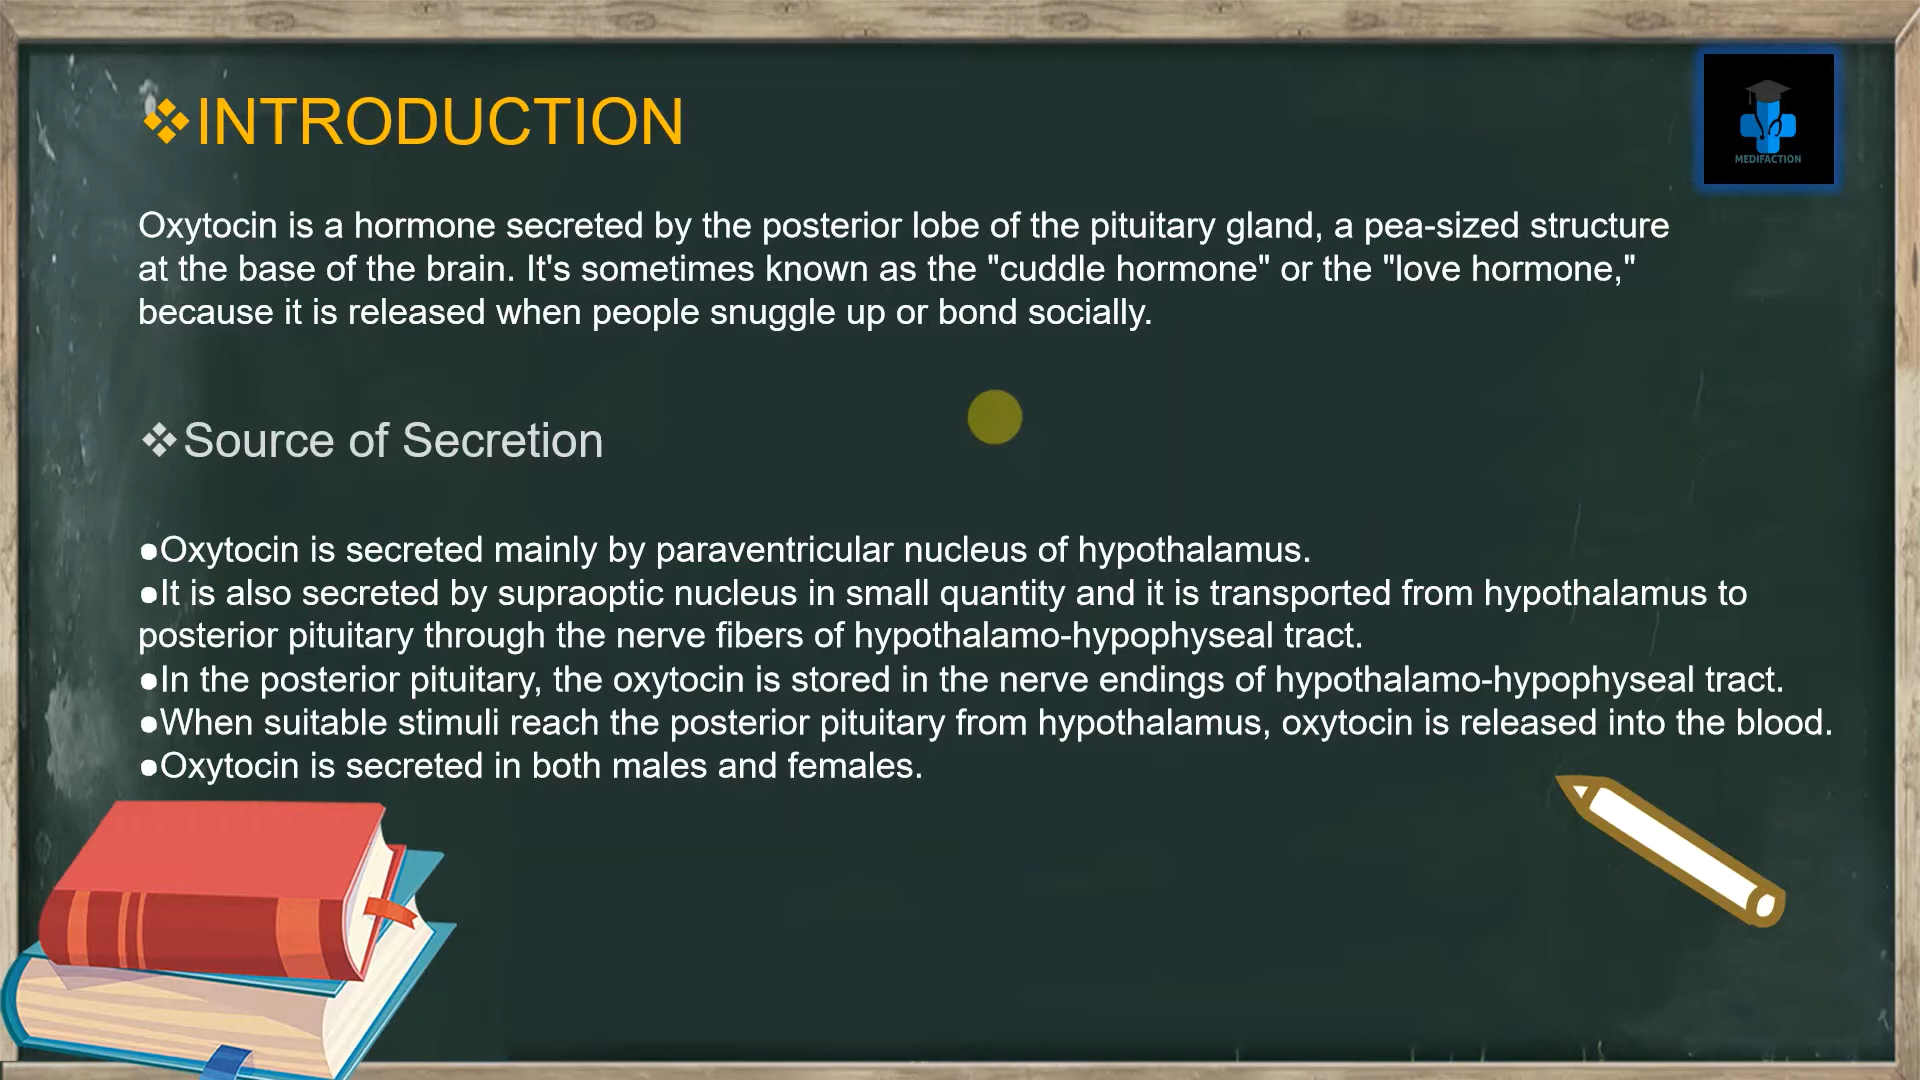 ❖INTRODUCTION
MEDIFACTION
Oxytocin is a hormone secreted by the posterior lobe of the pituitary gland, a pea-sized structure
at the base of the brain. It's sometimes known as the "cuddle hormone" or the "love hormone,"
because it is released when people snuggle up or bond socially.
❖Source of Secretion
●Oxytocin is secreted mainly by paraventricular nucleus of hypothalamus.
●It is also secreted by supraoptic nucleus in small quantity and it is transported from hypothalamus to
posterior pituitary through the nerve fibers of hypothalamo-hypophyseal tract.
●In the posterior pituitary, the oxytocin is stored in the nerve endings of hypothalamo-hypophyseal tract.
●When suitable stimuli reach the posterior pituitary from hypothalamus, oxytocin is released into the blood.
●Oxytocin is secreted in both males and females.